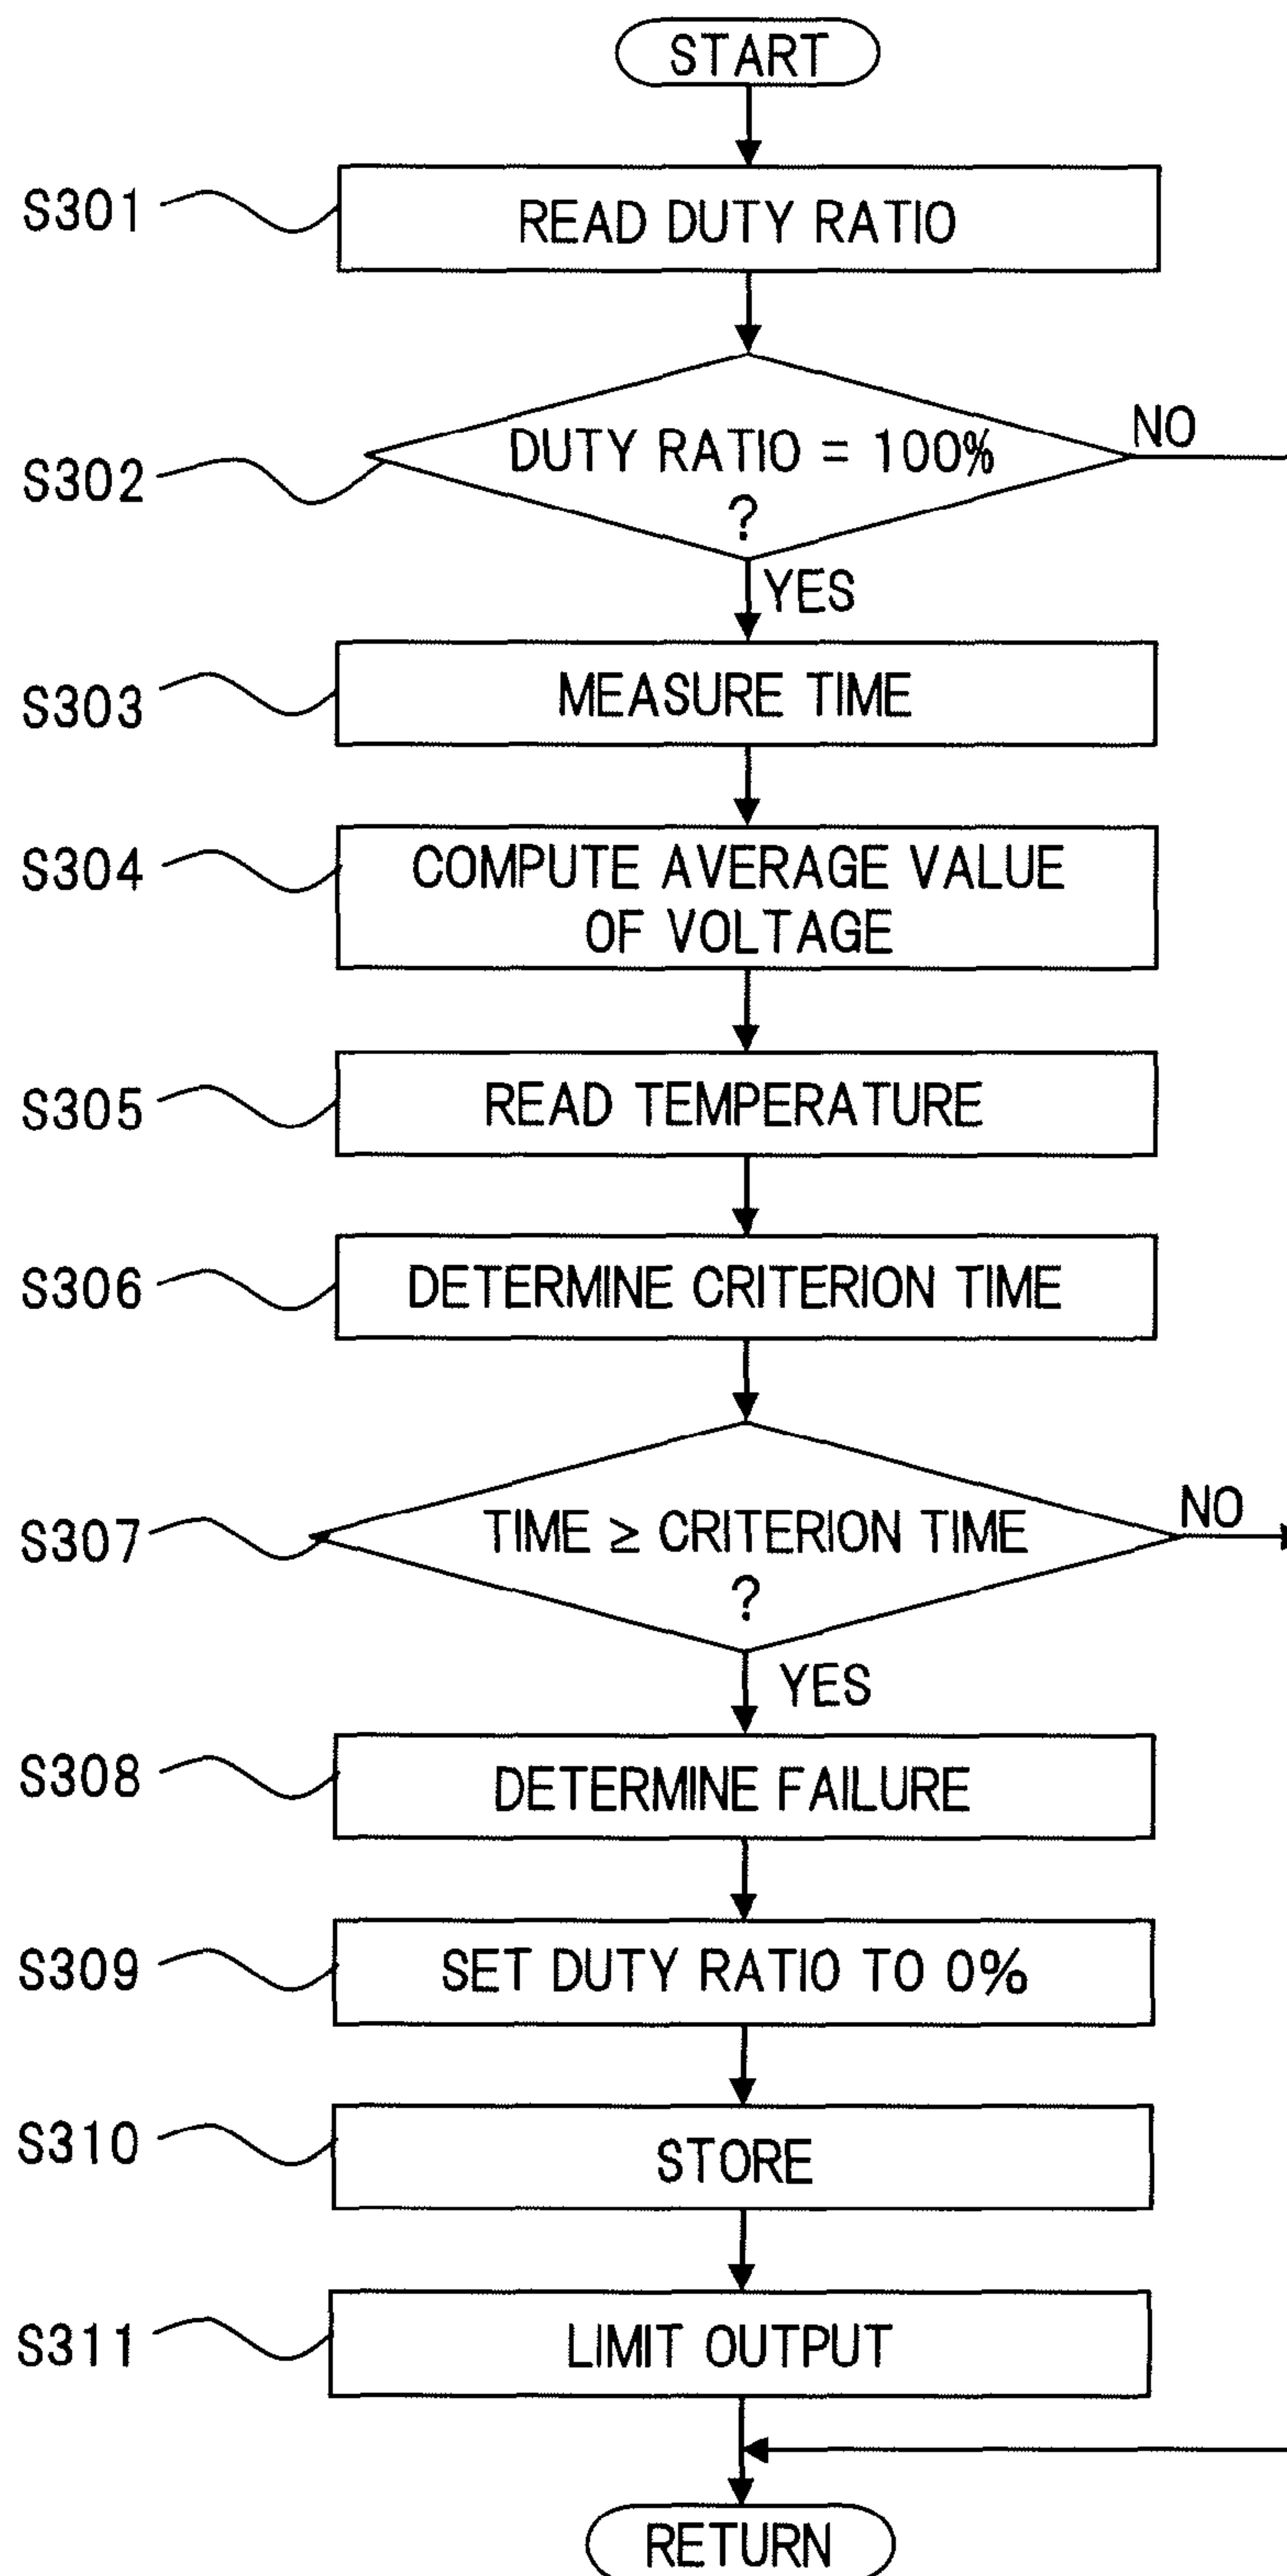 START
S301
READ DUTY RATIO
S302
DUTY RATIO = 100%
?
NO
YES
S303
MEASURE TIME
S304
COMPUTE AVERAGE VALUE
OF VOLTAGE
S305
READ TEMPERATURE
S306
DETERMINE CRITERION TIME
S307
TIME ≥ CRITERION TIME
?
NO
YES
S308
DETERMINE FAILURE
S309
SET DUTY RATIO TO 0%
S310
STORE
S311
LIMIT OUTPUT
RETURN